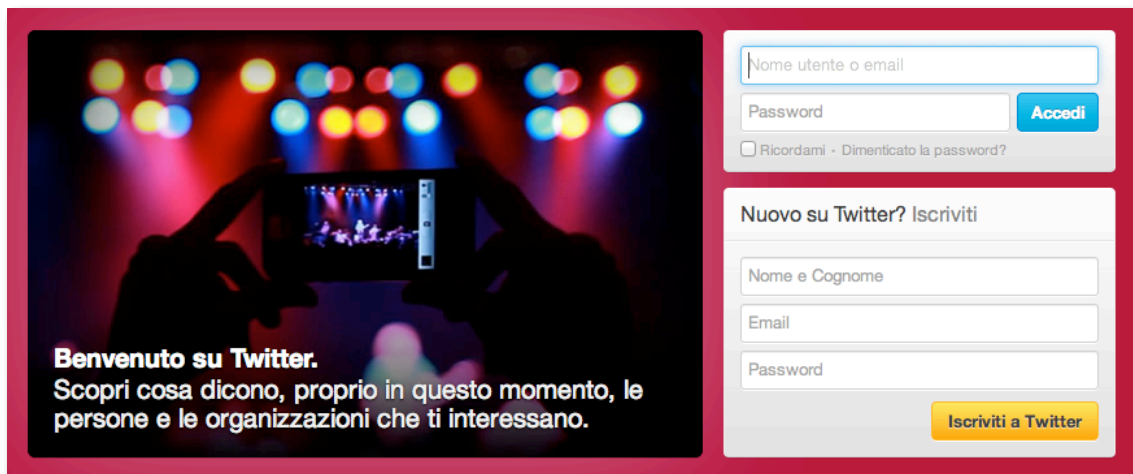 Benvenuto su Twitter.
Scopri cosa dicono, proprio in questo momento, le
persone e le organizzazioni che ti interessano.
Nome utente o email
Password
Accedi
Ricordami · Dimenticato la password?
Nuovo su Twitter? Iscriviti
Nome e Cognome
Email
Password
Iscriviti a Twitter